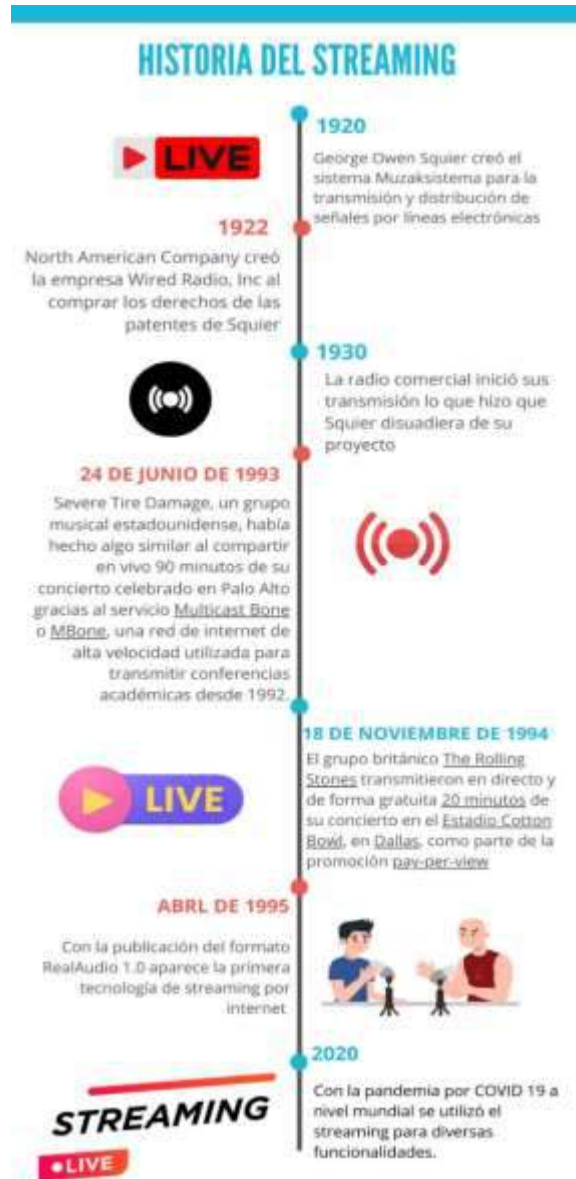 HISTORIA DEL STREAMING
1920
LIVE
George Owen Squier creó el
sistema Muzaksistema para la
transmisión y distribución de
señales por líneas electrónicas
1922
North American Company creó
la empresa Wired Radio, Inc al
comprar los derechos de las
patentes de Squier
1930
La radio comercial inició sus
transmisión lo que hizo que
Squier disuadiera de su
proyecto
24 DE JUNIO DE 1993
Severe Tire Damage, un grupo
musical estadounidense, había
hecho algo similar al compartir
en vivo 90 minutos de su
concierto celebrado en Palo Alto
gracias al servicio Multicast Bone
o MBone, una red de internet de
alta velocidad utilizada para
transmitir conferencias
académicas desde 1992.
18 DE NOVIEMBRE DE 1994
El grupo británico The Rolling
Stones transmitieron en directo y
de forma gratuita 20 minutos de
su concierto en el Estadio Cotton
Bowl, en Dallas, como parte de la
promoción pay-per-view
LIVE
ABRL DE 1995
Con la publicación del formato
RealAudio 1.0 aparece la primera
tecnología de streaming por
internet
2020
Con la pandemia por COVID 19 a
nivel mundial se utilizó el
streaming para diversas
funcionalidades.
STREAMING
LIVE